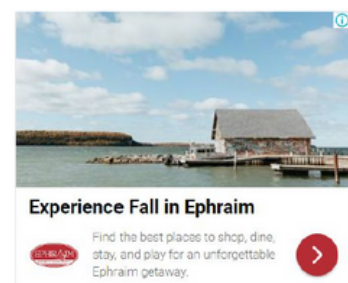 Experience Fall in Ephraim
EPHRAIM
Find the best places to shop, dine,
stay, and play for an unforgettable
Ephraim getaway.